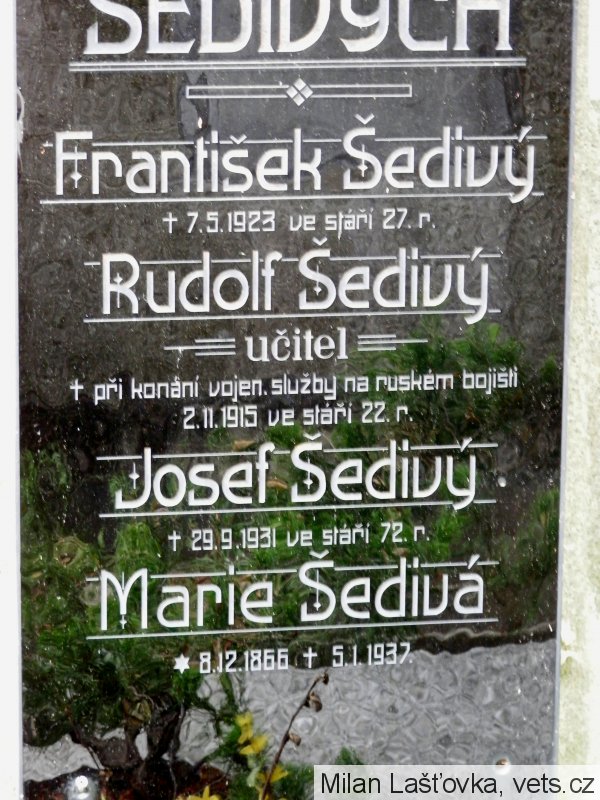 ŠEDIVÝCH
František Šedivý
✝ 7.5.1923 ve stáří 27. r.
Rudolf Šedivý
učitel
✝ při konání vojen. služby na ruském bojišti
2.11.1915 ve stáří 22. r.
Josef Šedivý.
✝ 29.9.1931 ve stáří 72. r.
Marie Šedivá
✶ 8.12.1866 ✝ 5.1.1937.
Milan Lašťovka, vets.cz